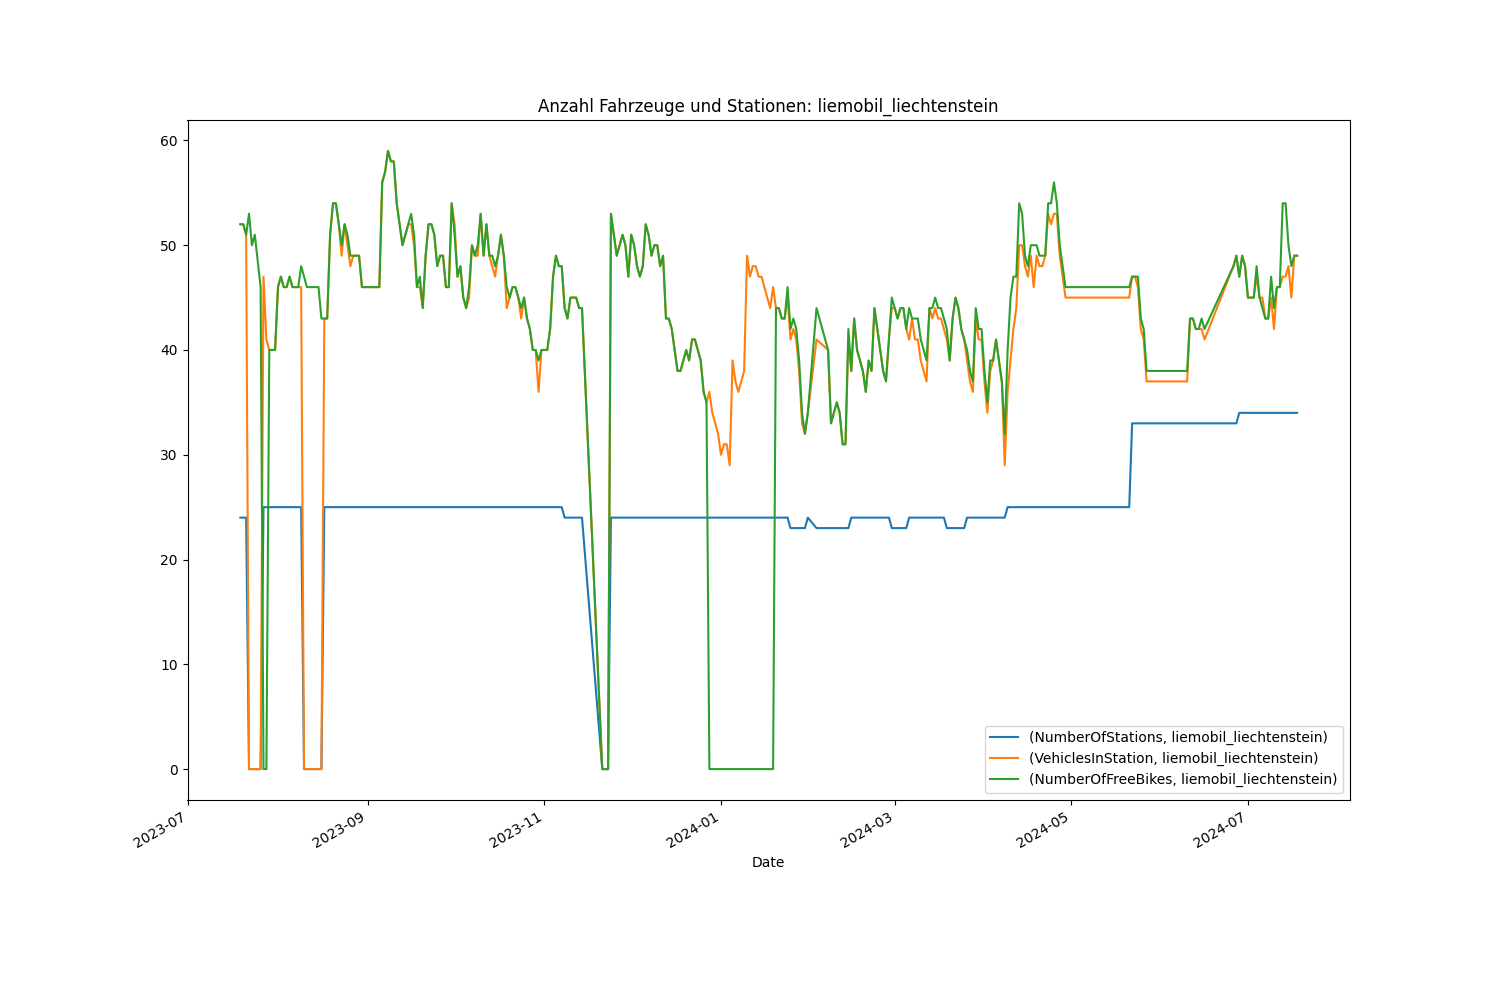 Anzahl Fahrzeuge und Stationen: liemobil_liechtenstein
60
50
40
30
20
10
0
(NumberOfStations, liemobil_liechtenstein)
(VehiclesInStation, liemobil_liechtenstein)
(NumberOfFreeBikes, liemobil_liechtenstein)
2023-07
2023-09
2023-11
2024-01
2024-03
2024-05
2024-07
Date